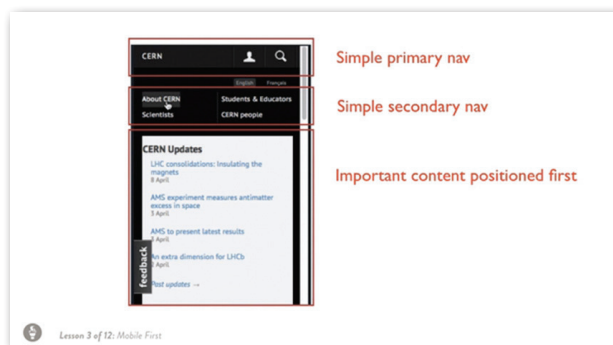 CERN
Simple primary nav
English Français
About CERN Students & Educators
Scientists CERN people
Simple secondary nav
CERN Updates
LHC consolidations: Insulating the
magnets
8 April
Important content positioned first
AMS experiment measures antimatter
excess in space
3 April
AMS to present latest results
April
An extra dimension for LHCb
April
Past updates →
feedback
Lesson 3 of 12: Mobile First